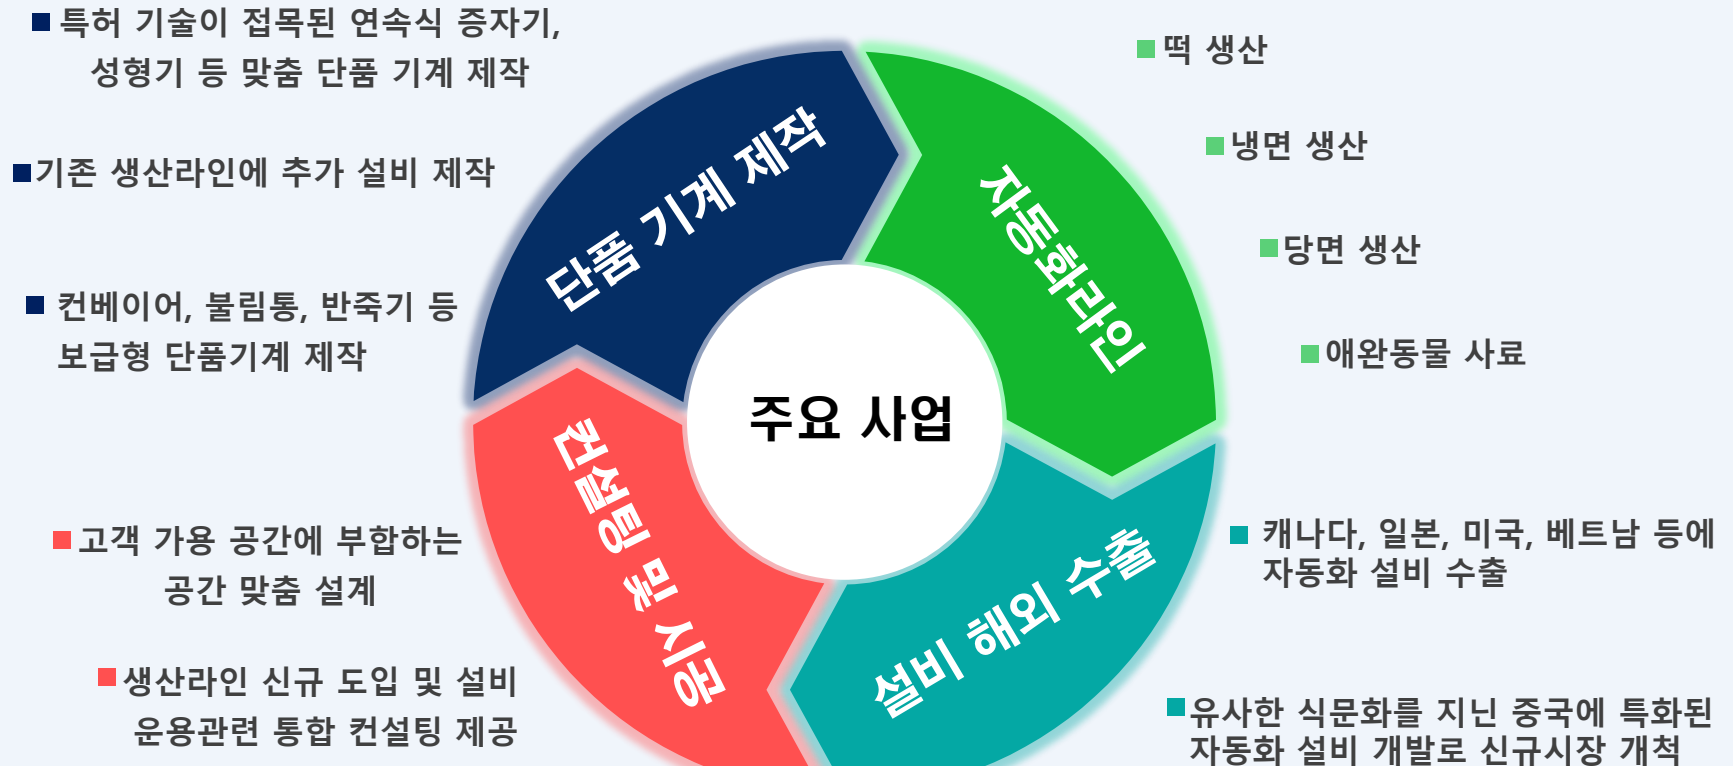 특허 기술이 접목된 연속식 증자기,
성형기 등 맞춤 단품 기계 제작
기존 생산라인에 추가 설비 제작
컨베이어, 불림통, 반죽기 등
보급형 단품기계 제작
단품 기계 제작
자동화라인
떡 생산
냉면 생산
당면 생산
애완동물 사료
주요 사업
컨설팅 및 시공
고객 가용 공간에 부합하는
공간 맞춤 설계
생산라인 신규 도입 및 설비
운용관련 통합 컨설팅 제공
설비 해외 수출
캐나다, 일본, 미국, 베트남 등에
자동화 설비 수출
유사한 식문화를 지닌 중국에 특화된
자동화 설비 개발로 신규시장 개척